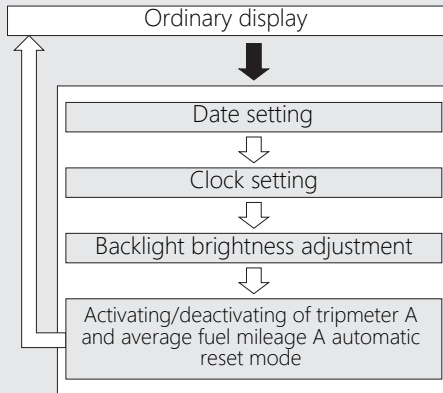 Ordinary display
Date setting
Clock setting
Backlight brightness adjustment
Activating/deactivating of tripmeter A
and average fuel mileage A automatic
reset mode